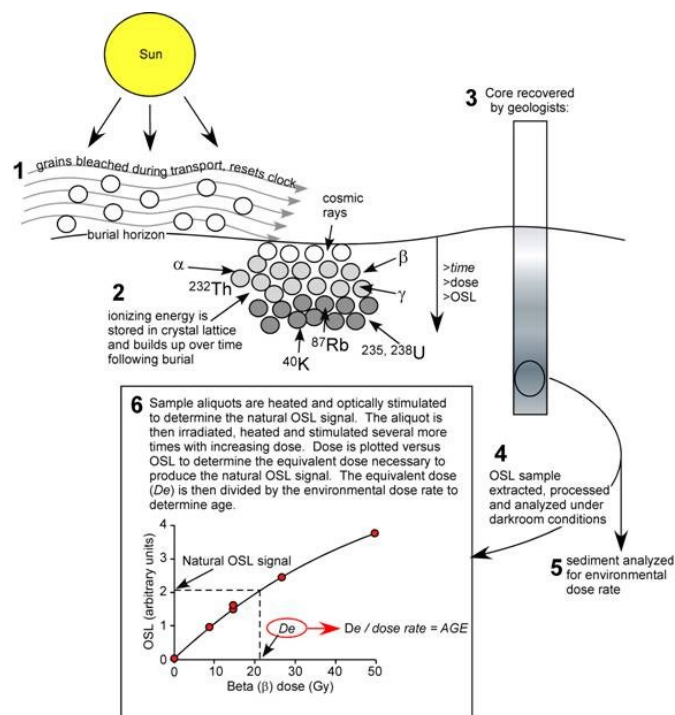 Sun
3 Core recovered
by geologists:
1 grains bleached during transport, resets clock
burial horizon
cosmic
rays
α
β
232Th
γ
2
ionizing energy is
stored in crystal lattice
and builds up over time
following burial
87Rb
40K
235, 238U
>time
>dose
>OSL
6 Sample aliquots are heated and optically stimulated
to determine the natural OSL signal. The aliquot is
then irradiated, heated and stimulated several more
times with increasing dose. Dose is plotted versus
OSL to determine the equivalent dose necessary to
produce the natural OSL signal. The equivalent dose
(De) is then divided by the environmental dose rate to
determine age.
4
OSL sample
extracted, processed
and analyzed under
darkroom conditions
5 sediment analyzed
for environmental
dose rate
OSL (arbitrary units)
4
3
2
1
0
Natural OSL signal
De
De / dose rate = AGE
0 10 20 30 40 50
Beta (β) dose (Gy)